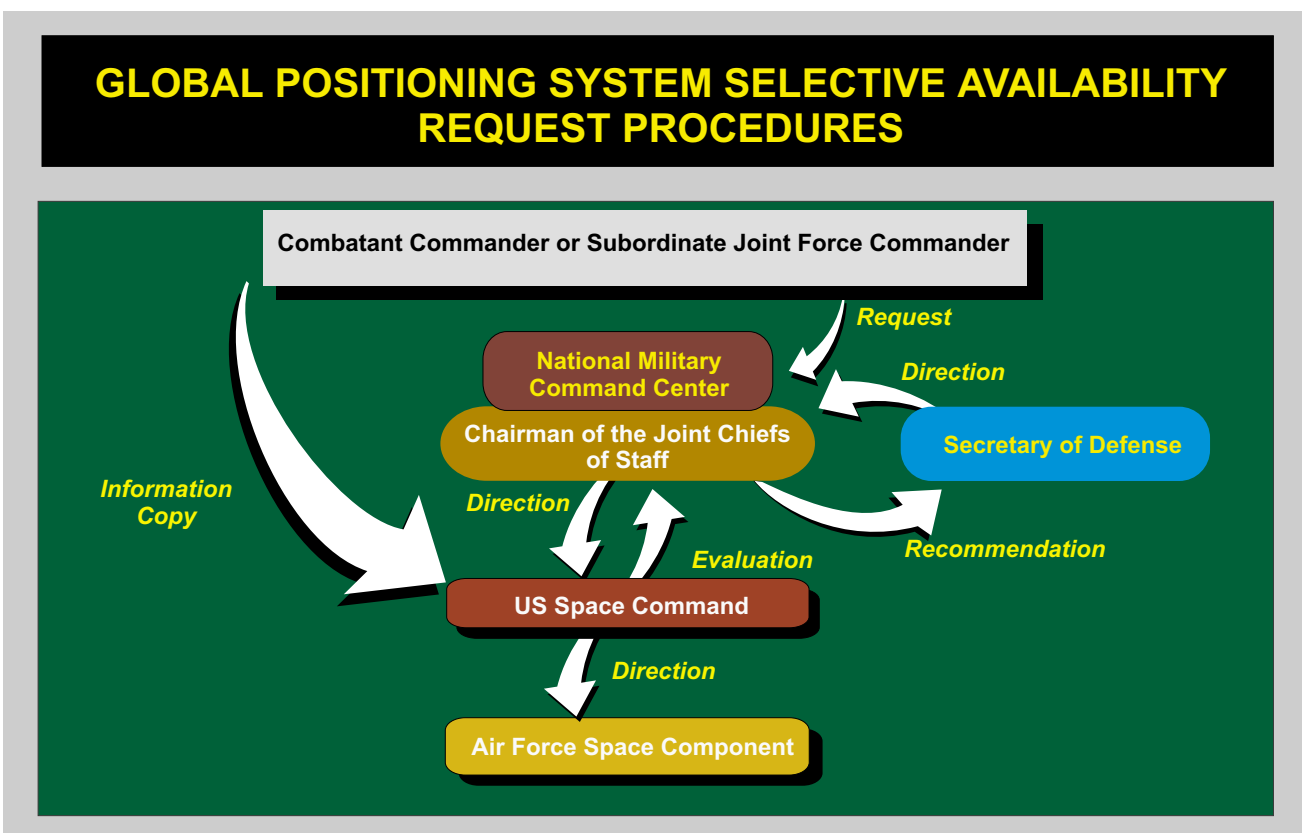 GLOBAL POSITIONING SYSTEM SELECTIVE AVAILABILITY
REQUEST PROCEDURES
Combatant Commander or Subordinate Joint Force Commander
Request
National Military
Command Center
Direction
Chairman of the Joint Chiefs
of Staff
Secretary of Defense
Information
Copy
Direction
Evaluation
Recommendation
US Space Command
Direction
Air Force Space Component